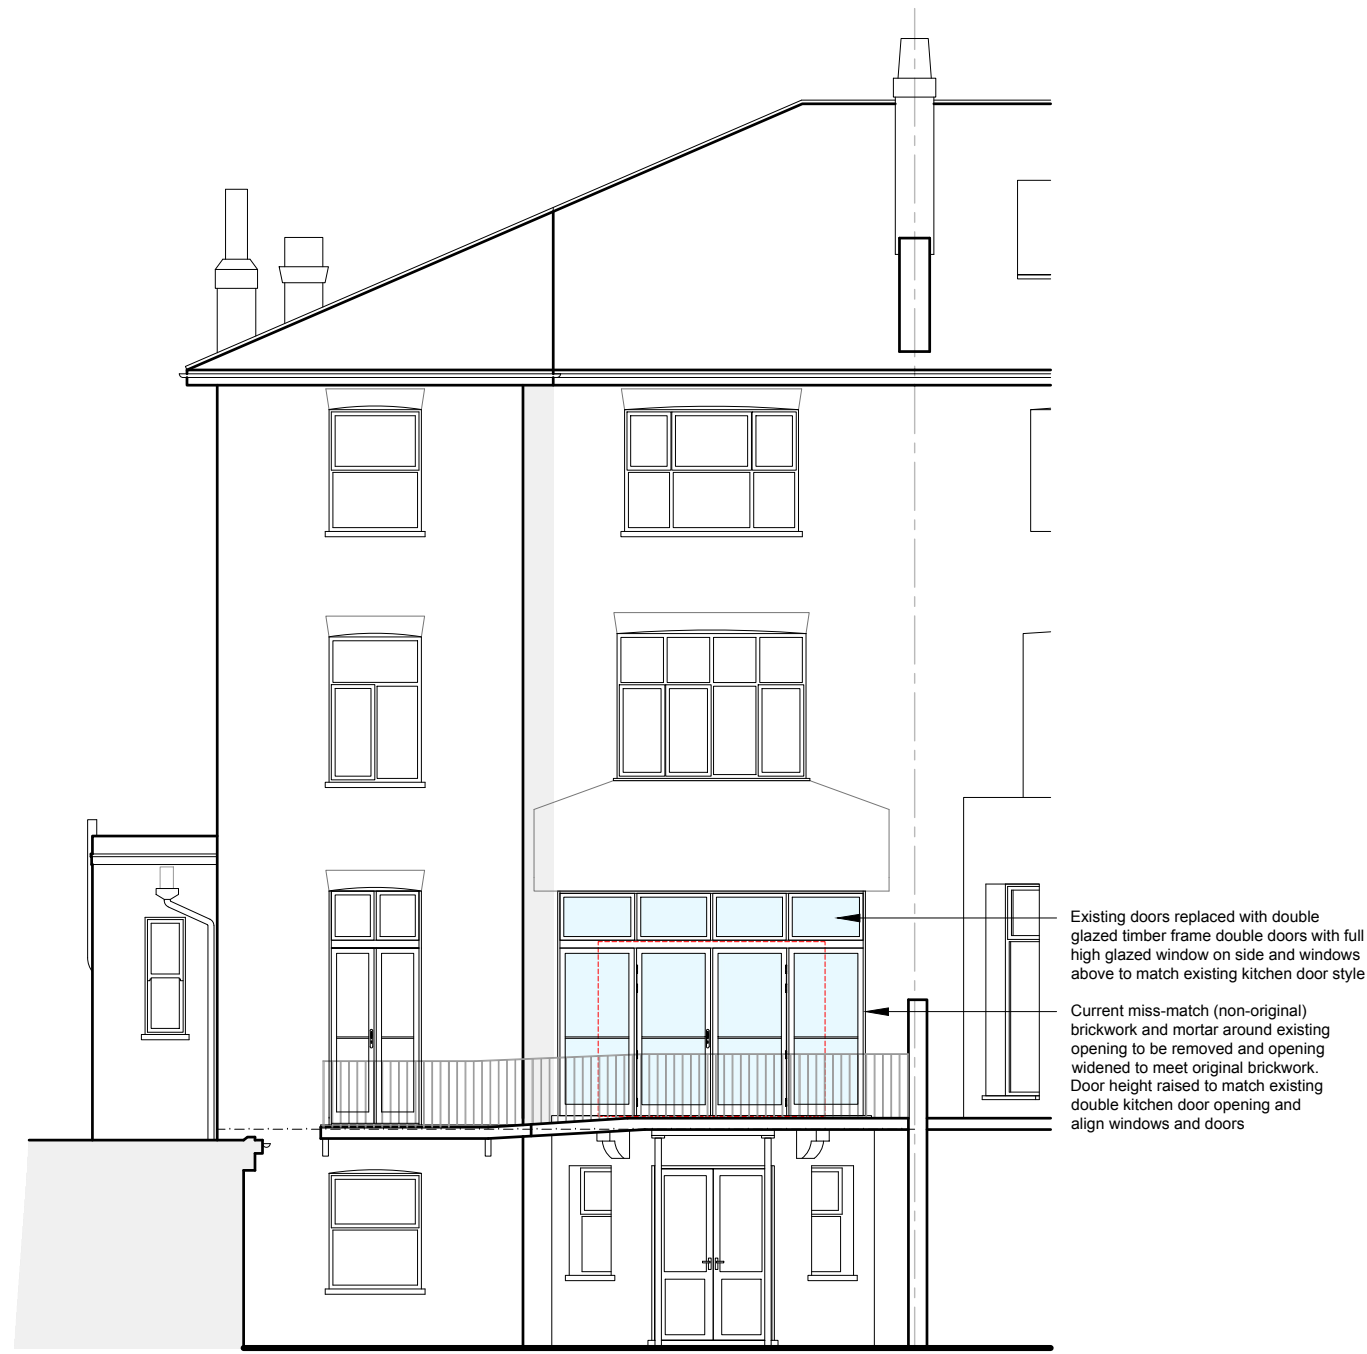 Existing doors replaced with double
glazed timber frame double doors with full
high glazed window on side and windows
above to match existing kitchen door style
Current miss-match (non-original)
brickwork and mortar around existing
opening to be removed and opening
widened to meet original brickwork.
Door height raised to match existing
double kitchen door opening and
align windows and doors